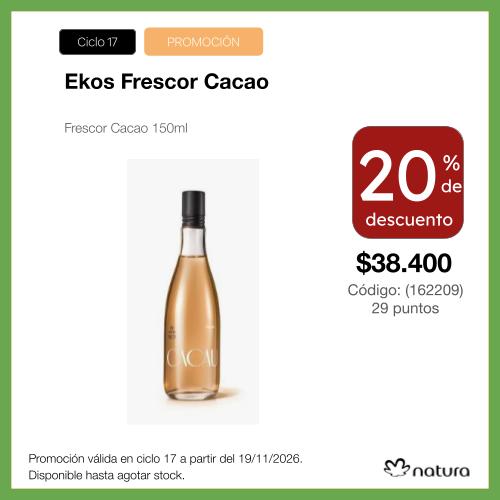 Ciclo 17
PROMOCIÓN
Ekos Frescor Cacao
Frescor Cacao 150ml
20% de
descuento
$38.400
Código: (162209)
29 puntos
CACAU
Promoción válida en ciclo 17 a partir del 19/11/2026.
Disponible hasta agotar stock.
natura